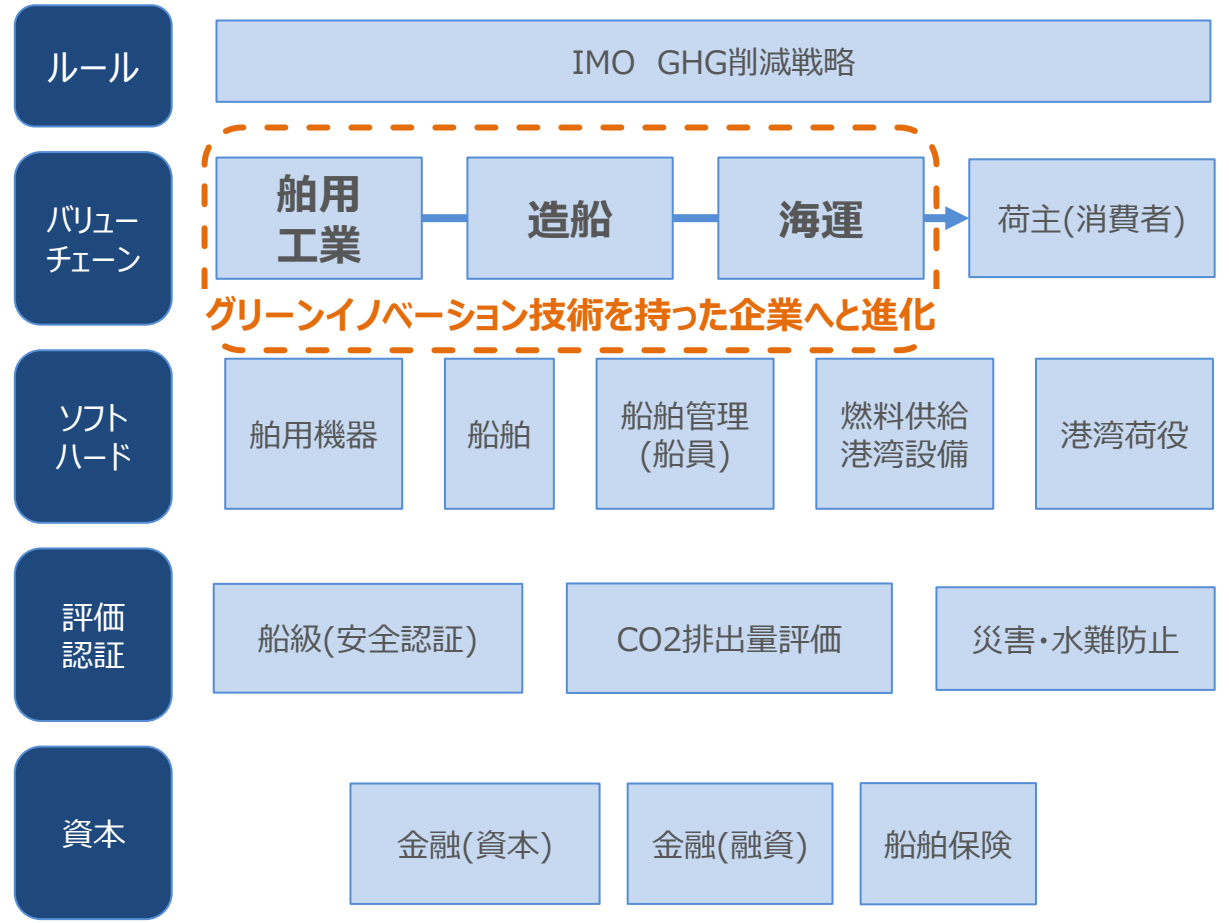 ルール
IMO GHG削減戦略
バリュー
チェーン
舶用
工業
造船
海運
荷主(消費者)
グリーンイノベーション技術を持った企業へと進化
ソフト
ハード
舶用機器
船舶
船舶管理
(船員)
燃料供給
港湾設備
港湾荷役
評価
認証
船級(安全認証)
CO2排出量評価
災害・水難防止
資本
金融(資本)
金融(融資)
船舶保険